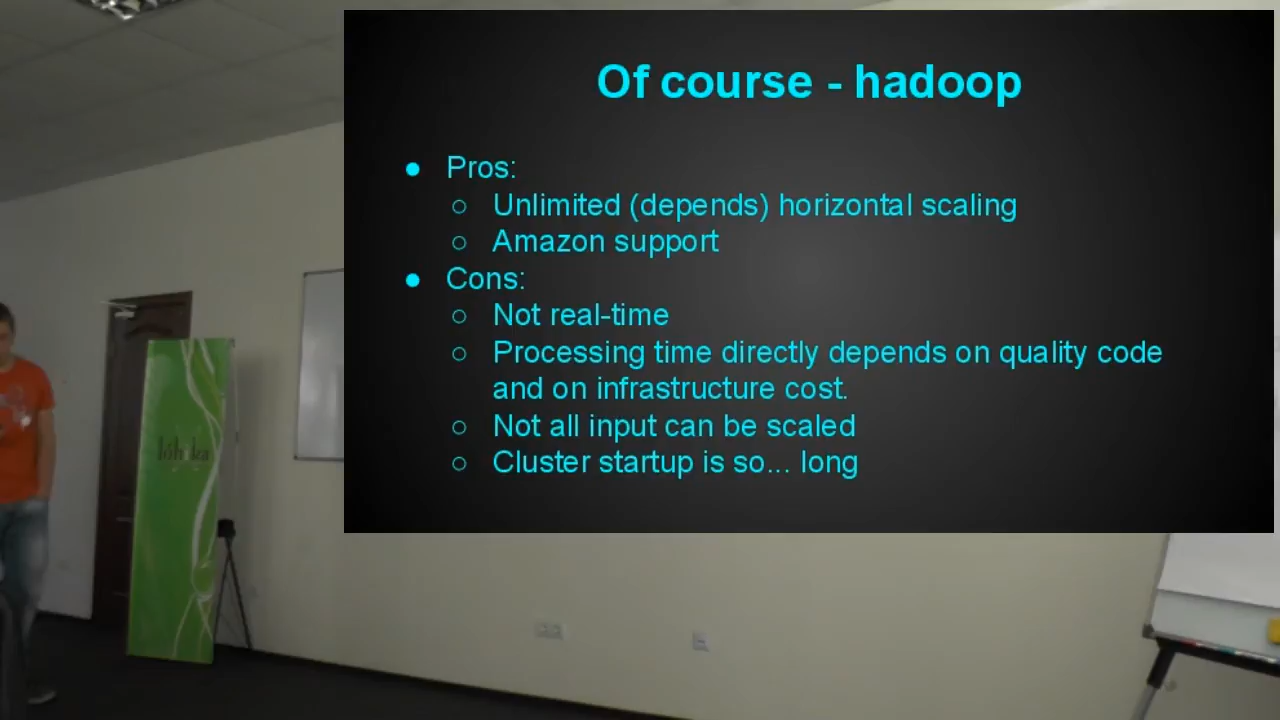 Of course - hadoop
● Pros:
○ Unlimited (depends) horizontal scaling
○ Amazon support
● Cons:
○ Not real-time
○ Processing time directly depends on quality code
and on infrastructure cost.
○ Not all input can be scaled
○ Cluster startup is so... long